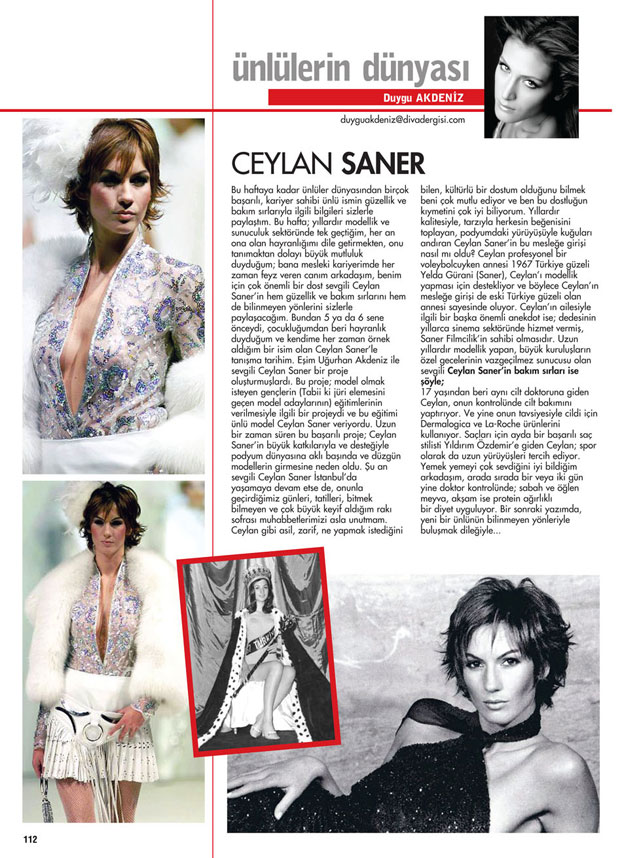 ünlülerin dünyası
Duygu AKDENİZ
duyguakdeniz@divadergisi.com
CEYLAN SANER
Bu haftaya kadar ünlüler dünyasından birçok
başarılı, kariyer sahibi ünlü ismin güzellik ve
bakım sırlarıyla ilgili bilgileri sizlerle
paylaştım. Bu hafta; yıllardır modellik ve
sunuculuk sektöründe tek geçtiğim, her an
ona olan hayranlığımı dile getirmekten, onu
tanımaktan dolayı büyük mutluluk
duyduğum; bana mesleki kariyerimde her
zaman feyz veren canım arkadaşım, benim
için çok önemli bir dost sevgili Ceylan
Saner'in hem güzellik ve bakım sırlarını hem
de bilinmeyen yönlerini sizlerle
paylaşacağım. Bundan 5 ya da 6 sene
önceydi, çocukluğumdan beri hayranlık
duyduğum ve kendime her zaman örnek
aldığım bir isim olan Ceylan Saner'le
tanışma tarihim. Eşim Uğurhan Akdeniz ile
sevgili Ceylan Saner bir proje
oluşturmuşlardı. Bu proje; model olmak
isteyen gençlerin (Tabii ki jüri elemesini
geçen model adaylarının) eğitimlerinin
verilmesiyle ilgili bir projeydi ve bu eğitimi
ünlü model Ceylan Saner veriyordu. Uzun
bir zaman süren bu başarılı proje; Ceylan
Saner'in büyük katkılarıyla ve desteğiyle
podyum dünyasına aklı başında ve düzgün
modellerin girmesine neden oldu. Şu an
sevgili Ceylan Saner İstanbul'da
yaşamaya devam etse de, onunla
geçirdiğimiz günleri, tatilleri, bitmek
bilmeyen ve çok büyük keyif aldığım rakı
sofrası muhabbetlerimizi asla unutmam.
Ceylan gibi asil, zarif, ne yapmak istediğini
bilen, kültürlü bir dostum olduğunu bilmek
beni çok mutlu ediyor ve ben bu dostluğun
kıymetini çok iyi biliyorum. Yıllardır
kalitesiyle, tarzıyla herkesin beğenisini
toplayan, podyumdaki yürüyüşüyle kuğuları
andıran Ceylan Saner'in bu mesleğe girişi
nasıl mı oldu? Ceylan profesyonel bir
voleybolcuyken annesi 1967 Türkiye güzeli
Yelda Gürani (Saner), Ceylan'ı modellik
yapması için destekliyor ve böylece Ceylan'ın
mesleğe girişi de eski Türkiye güzeli olan
annesi sayesinde oluyor. Ceylan'ın ailesiyle
ilgili bir başka önemli anekdot ise; dedesinin
yıllarca sinema sektöründe hizmet vermiş,
Saner Filmcilik'in sahibi olmasıdır. Uzun
yıllardır modellik yapan, büyük kuruluşların
özel gecelerinin vazgeçilmez sunucusu olan
sevgili Ceylan Saner'in bakım sırları ise
şöyle;
17 yaşından beri aynı cilt doktoruna giden
Ceylan, onun kontrolünde cilt bakımını
yaptırıyor. Ve yine onun tavsiyesiyle cildi için
Dermalogica ve La-Roche ürünlerini
kullanıyor. Saçları için ayda bir başarılı saç
stilisti Yıldırım Özdemir'e giden Ceylan; spor
olarak da uzun yürüyüşleri tercih ediyor.
Yemek yemeyi çok sevdiğini iyi bildiğim
arkadaşım, arada sırada bir veya iki gün
yine doktor kontrolünde; sabah ve öğlen
meyva, akşam ise protein ağırlıklı
bir diyet uyguluyor. Bir sonraki yazımda,
yeni bir ünlünün bilinmeyen yönleriyle
buluşmak dileğiyle...
112